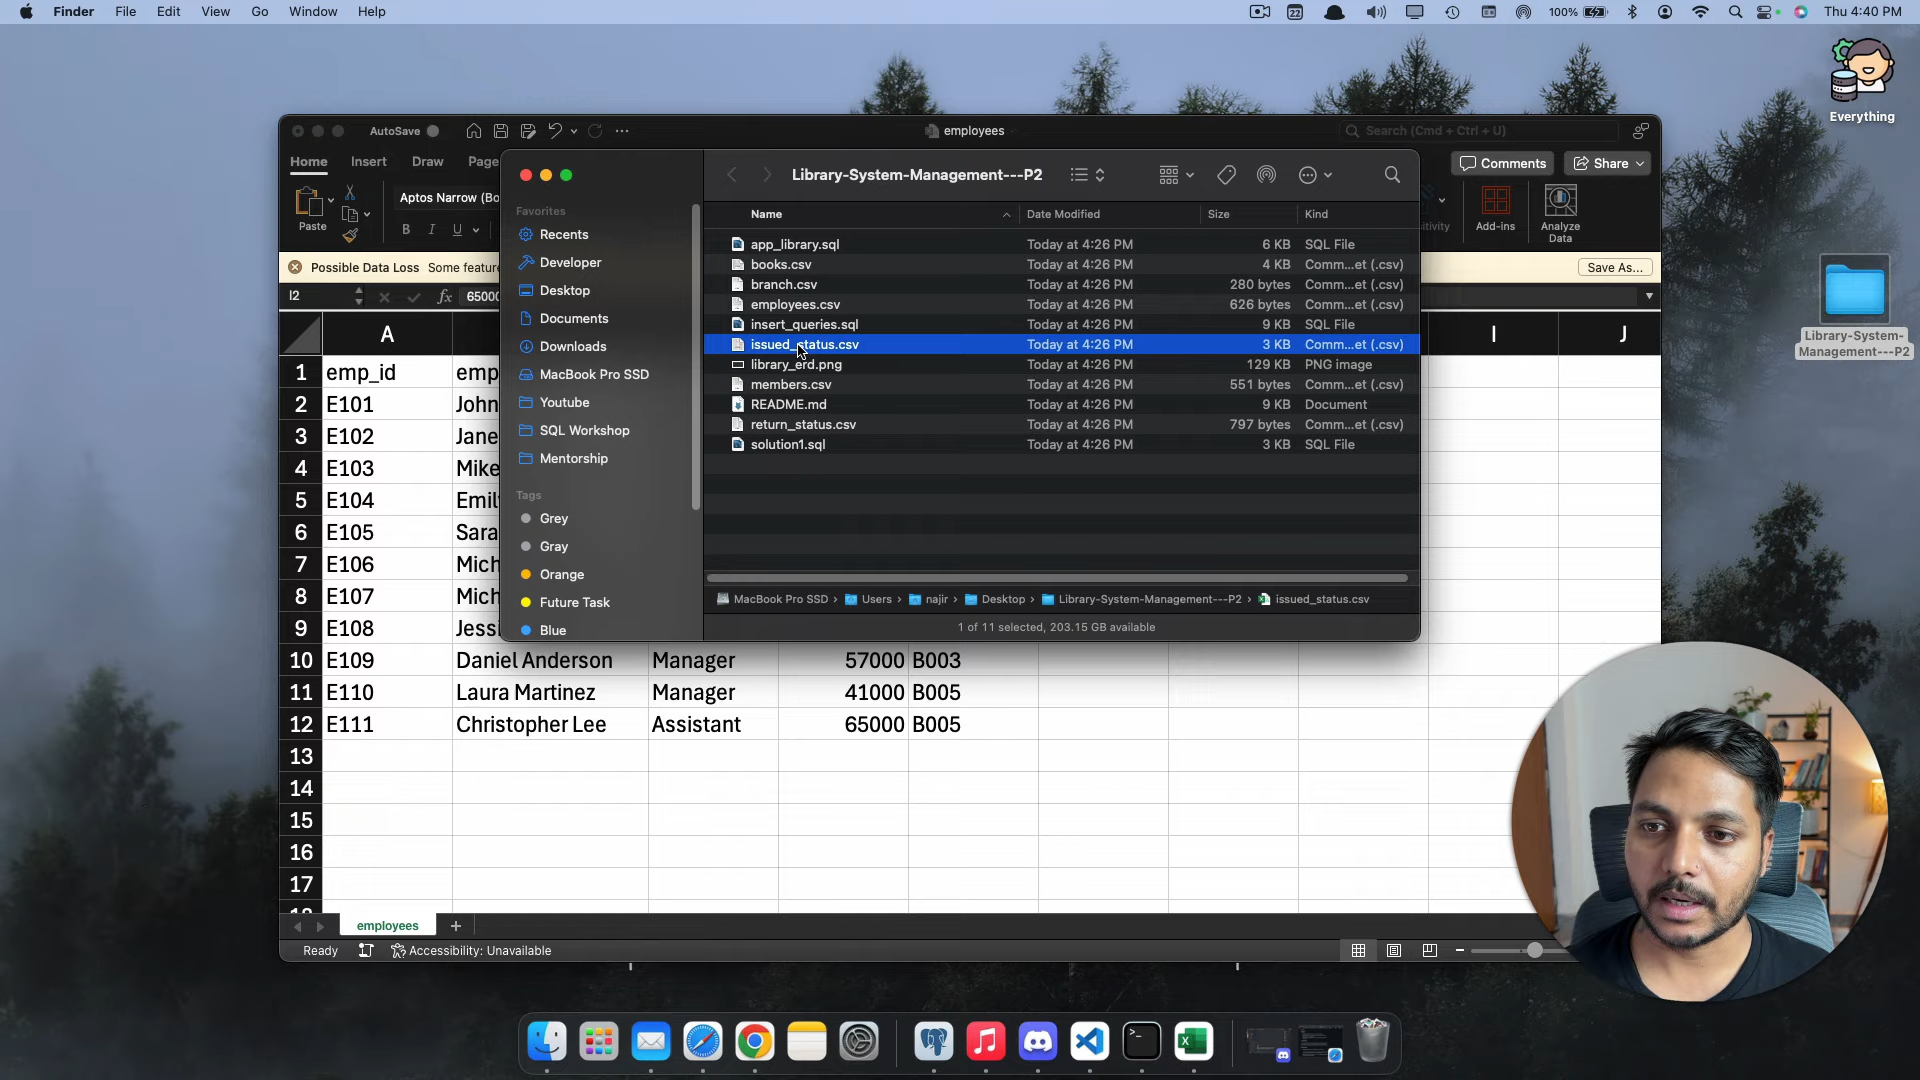 Finder File Edit View Go Window Help
22 100% Thu 4:40 PM
Everything
AutoSave employees Search (Cmd + Ctrl + U)
Home Insert Draw Page Comments Share
Paste Aptos Narrow (Bo
B I U
Add-ins Analyze Data
Possible Data Loss Some feature Save As...
I2 fx 65000
A I J
1 emp_id emp
2 E101 John
3 E102 Jane
4 E103 Mike
5 E104 Emily
6 E105 Sara
7 E106 Mich
8 E107 Mich
9 E108 Jessi
10 E109 Daniel Anderson Manager 57000 B003
11 E110 Laura Martinez Manager 41000 B005
12 E111 Christopher Lee Assistant 65000 B005
13
14
15
16
17
employees +
Ready Accessibility: Unavailable
Library-System-Management---P2
Favorites
Recents
Developer
Desktop
Documents
Downloads
MacBook Pro SSD
Youtube
SQL Workshop
Mentorship
Tags
Grey
Gray
Orange
Future Task
Blue
Name Date Modified Size Kind
app_library.sql Today at 4:26 PM 6 KB SQL File
books.csv Today at 4:26 PM 4 KB Comm...et (.csv)
branch.csv Today at 4:26 PM 280 bytes Comm...et (.csv)
employees.csv Today at 4:26 PM 626 bytes Comm...et (.csv)
insert_queries.sql Today at 4:26 PM 9 KB SQL File
issued_status.csv Today at 4:26 PM 3 KB Comm...et (.csv)
library_erd.png Today at 4:26 PM 129 KB PNG image
members.csv Today at 4:26 PM 551 bytes Comm...et (.csv)
README.md Today at 4:26 PM 9 KB Document
return_status.csv Today at 4:26 PM 797 bytes Comm...et (.csv)
solution1.sql Today at 4:26 PM 3 KB SQL File
MacBook Pro SSD › Users › najir › Desktop › Library-System-Management---P2 › issued_status.csv
1 of 11 selected, 203.15 GB available
Library-System-
Management---P2